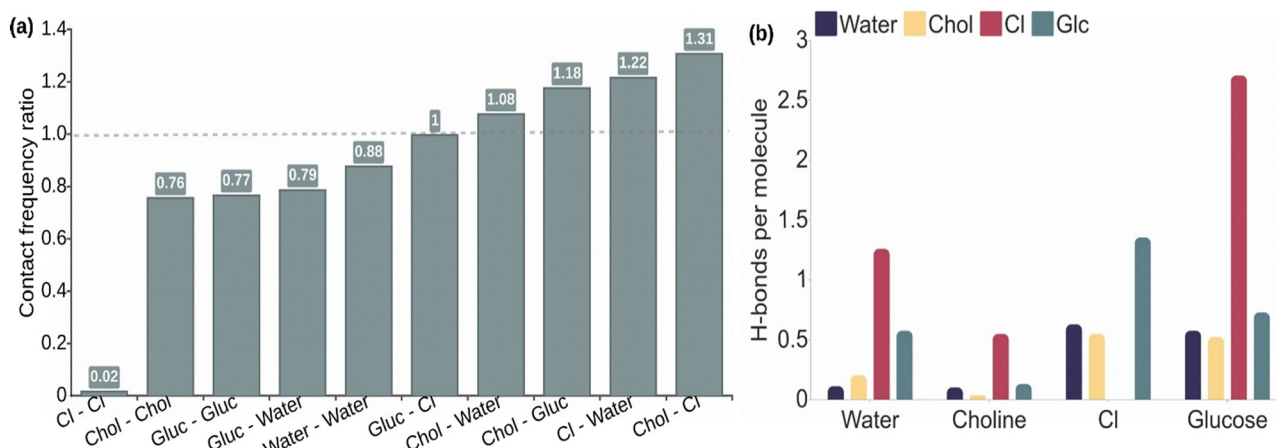 (a)
Contact frequency ratio
1.4
1.2
1.0
0.8
0.6
0.4
0.2
0
0.02
0.76
0.77
0.79
0.88
1
1.08
1.18
1.22
1.31
Cl - Cl
Chol - Chol
Gluc - Gluc
Gluc - Water
Water - Water
Gluc - Cl
Chol - Water
Chol - Gluc
Cl - Water
Chol - Cl
(b)
Water Chol Cl Glc
H-bonds per molecule
3
2.5
2
1.5
1
0.5
0
Water Choline Cl Glucose